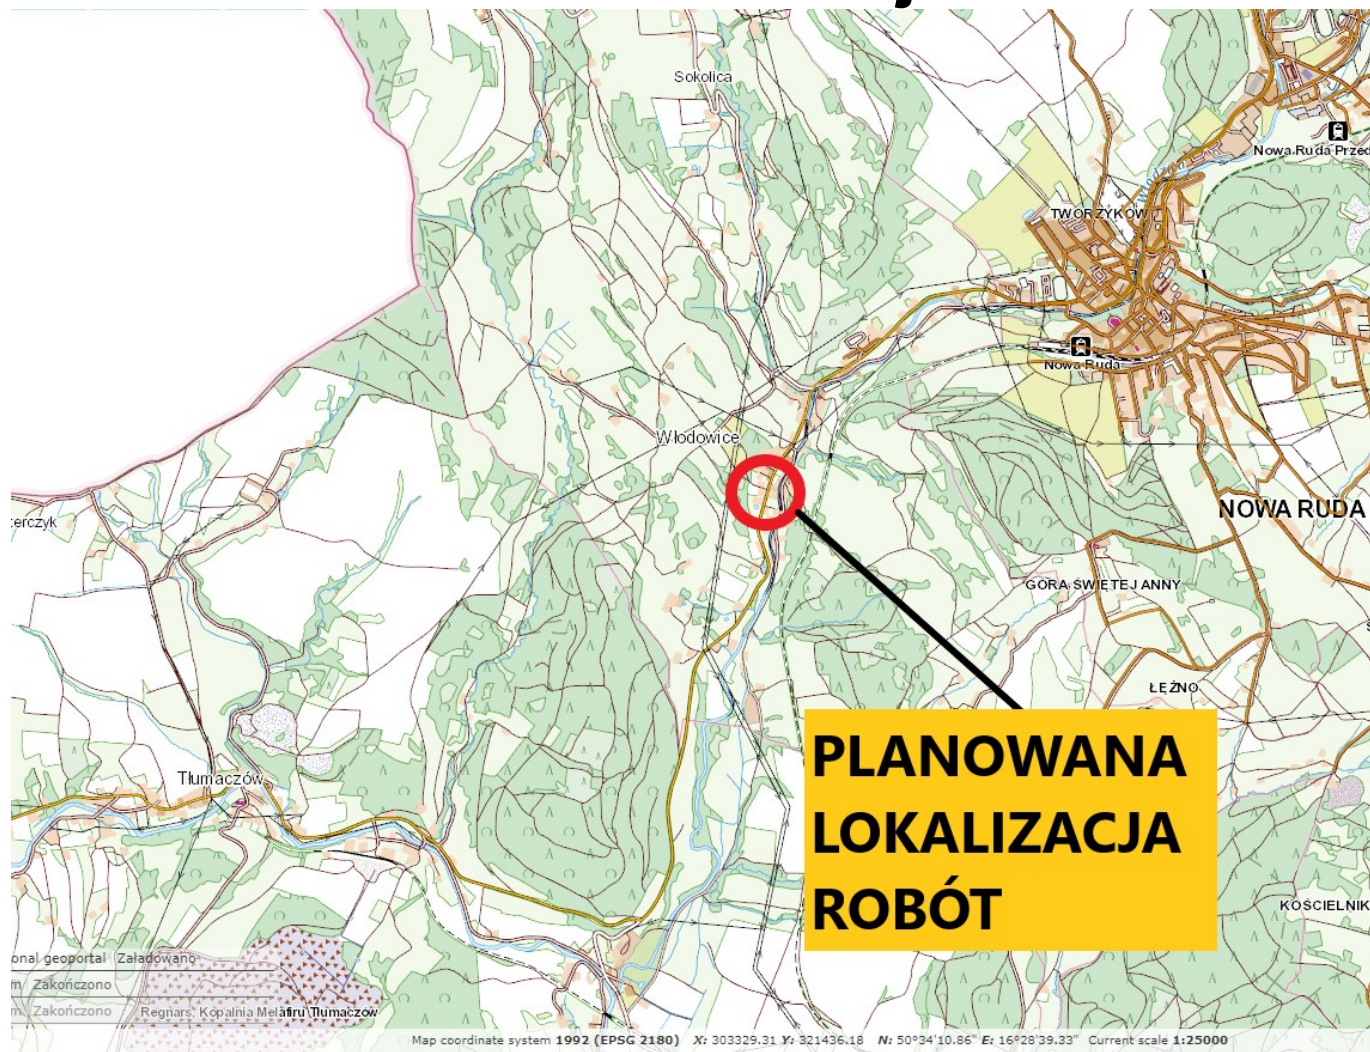 Sokolica
Nowa Ruda Przed
TWORZYKÓW
Nowa Ruda
Włodowice
NOWA RUDA
erczyk
GÓRA ŚWIĘTEJ ANNY
ŁĘŻNO
PLANOWANA
LOKALIZACJA
ROBÓT
Tłumaczów
KOŚCIELNIK
onal geoportal Załadowano
m Zakończono
m Zakończono
Regnars, Kopalnia Melafiru Tłumaczów
Map coordinate system 1992 (EPSG 2180) X: 303329.31 Y: 321436.18 N: 50°34'10.86" E: 16°28'39.33" Current scale 1:25000